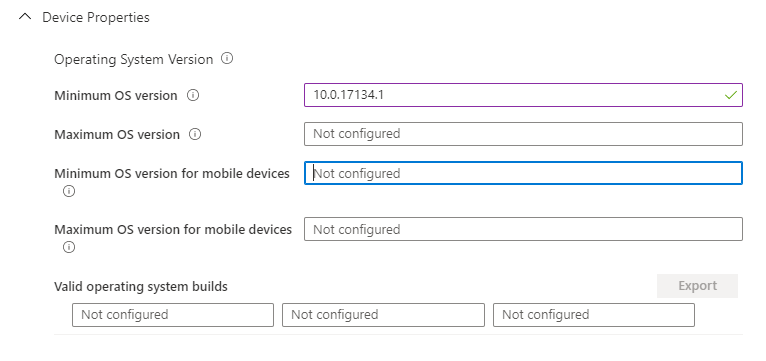 Device Properties
Operating System Version
Minimum OS version
10.0.17134.1
Maximum OS version
Not configured
Minimum OS version for mobile devices
Not configured
Maximum OS version for mobile devices
Not configured
Valid operating system builds
Export
Not configured
Not configured
Not configured